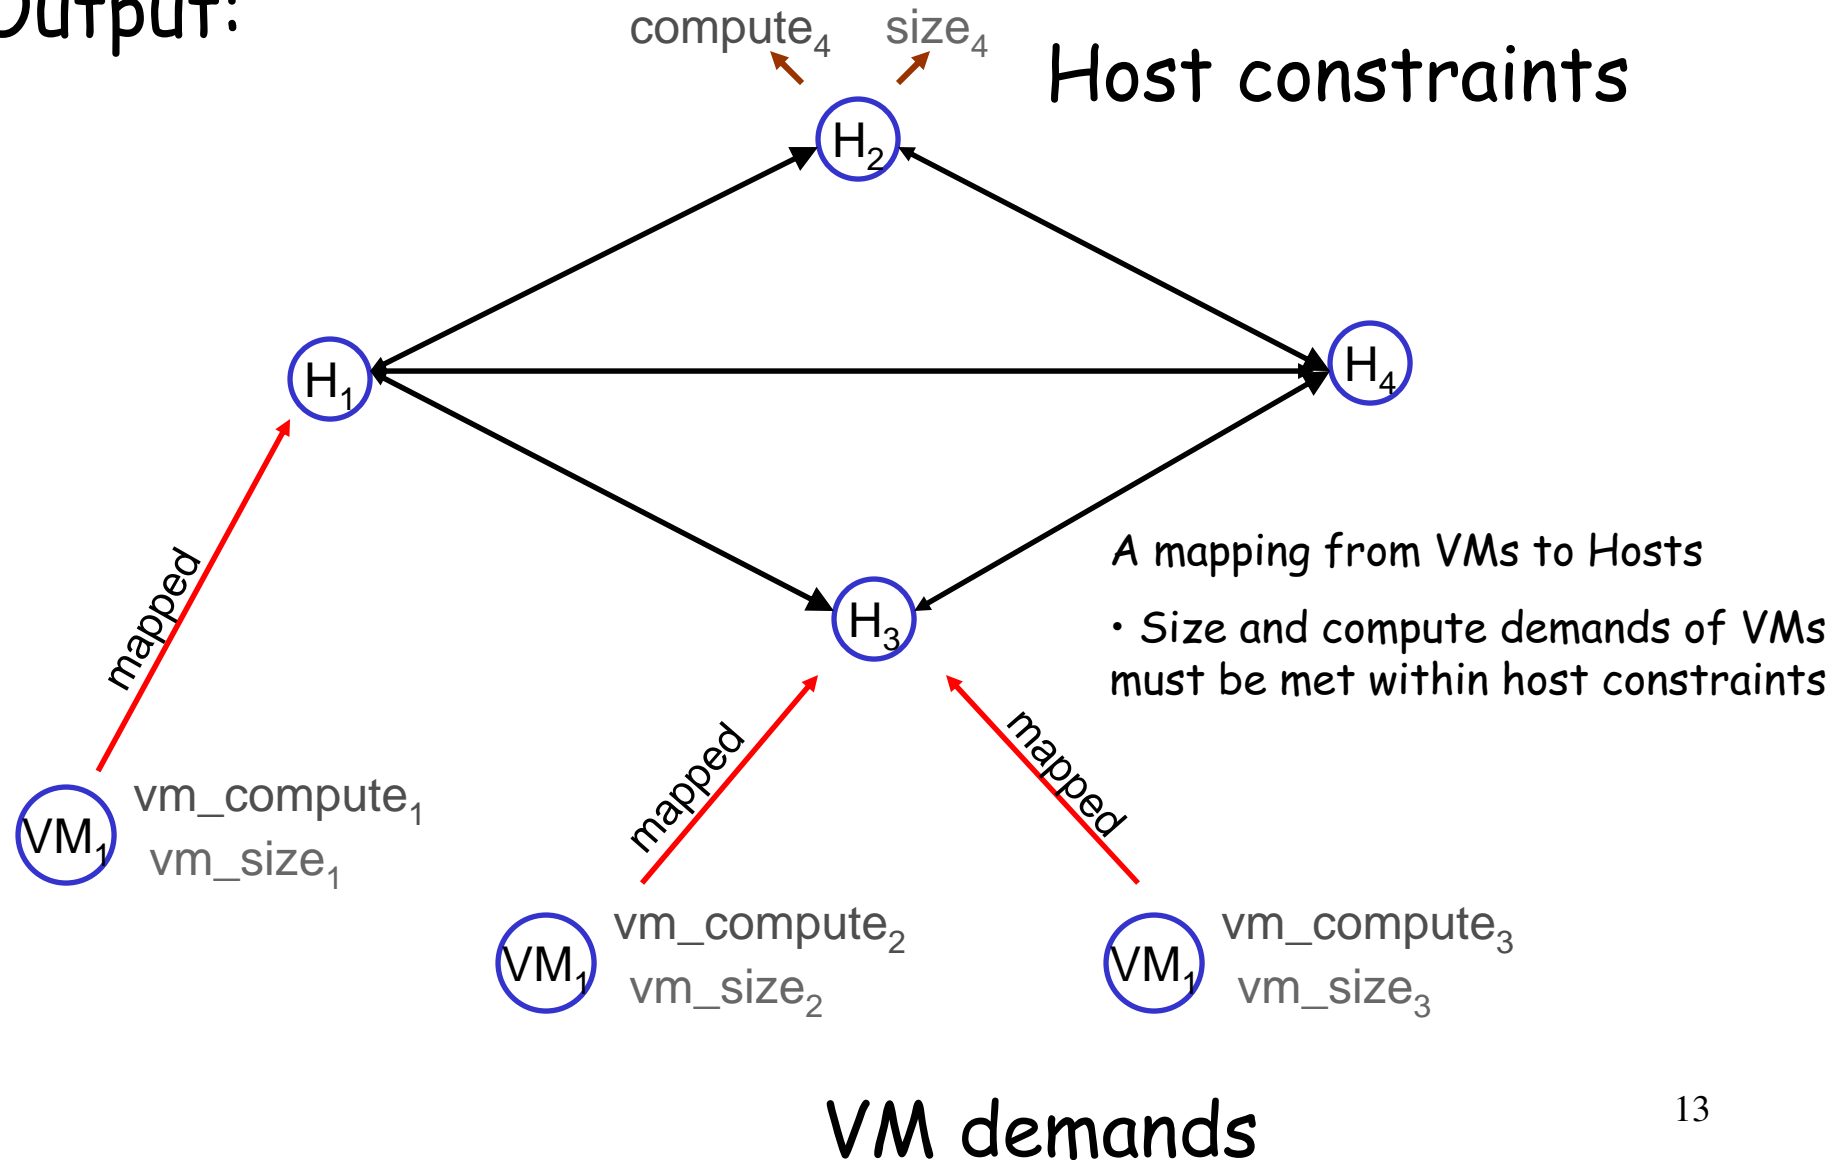 Output:
compute₄ size₄
Host constraints
H₂
H₁
H₄
H₃
A mapping from VMs to Hosts
• Size and compute demands of VMs
must be met within host constraints
mapped
mapped
mapped
VM₁
vm_compute₁
vm_size₁
VM₁
vm_compute₂
vm_size₂
VM₁
vm_compute₃
vm_size₃
VM demands
13